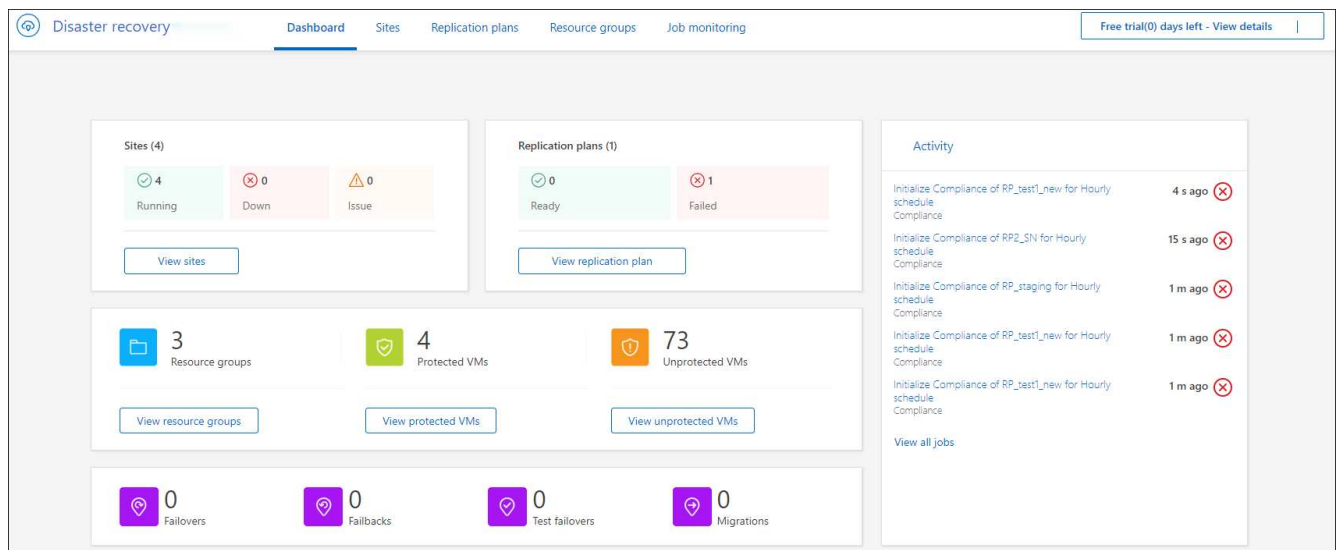 Disaster recovery
Dashboard
Sites
Replication plans
Resource groups
Job monitoring
Free trial(0) days left - View details
Sites (4)
4
Running
0
Down
0
Issue
View sites
Replication plans (1)
0
Ready
1
Failed
View replication plan
3
Resource groups
4
Protected VMs
73
Unprotected VMs
View resource groups
View protected VMs
View unprotected VMs
0
Failovers
0
Failbacks
0
Test failovers
0
Migrations
Activity
Initialize Compliance of RP_test1_new for Hourly
schedule
Compliance
4 s ago
Initialize Compliance of RP2_SN for Hourly
schedule
Compliance
15 s ago
Initialize Compliance of RP_staging for Hourly
schedule
Compliance
1 m ago
Initialize Compliance of RP_test1_new for Hourly
schedule
Compliance
1 m ago
Initialize Compliance of RP_test1_new for Hourly
schedule
Compliance
1 m ago
View all jobs